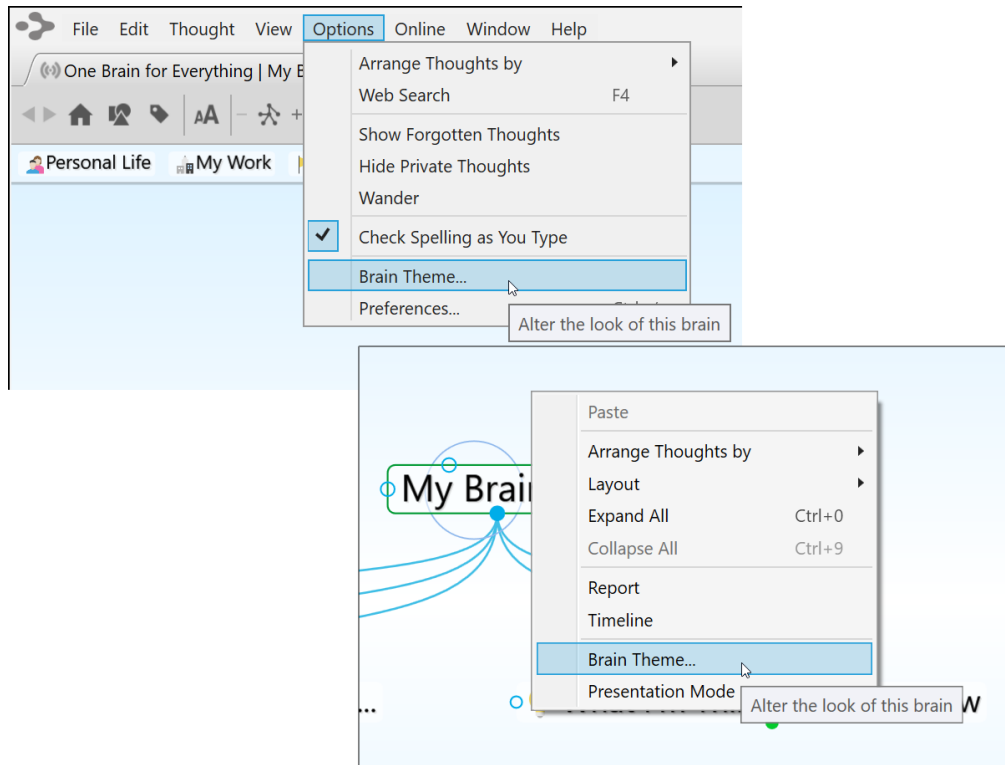 File Edit Thought View Options Online Window Help
One Brain for Everything | My B
Arrange Thoughts by
Web Search F4
AA
Show Forgotten Thoughts
Personal Life My Work
Hide Private Thoughts
Wander
Check Spelling as You Type
Brain Theme...
Preferences...
Alter the look of this brain
Paste
Arrange Thoughts by
My Brain
Layout
Expand All Ctrl+0
Collapse All Ctrl+9
Report
Timeline
Brain Theme...
Presentation Mode
Alter the look of this brain
...
w